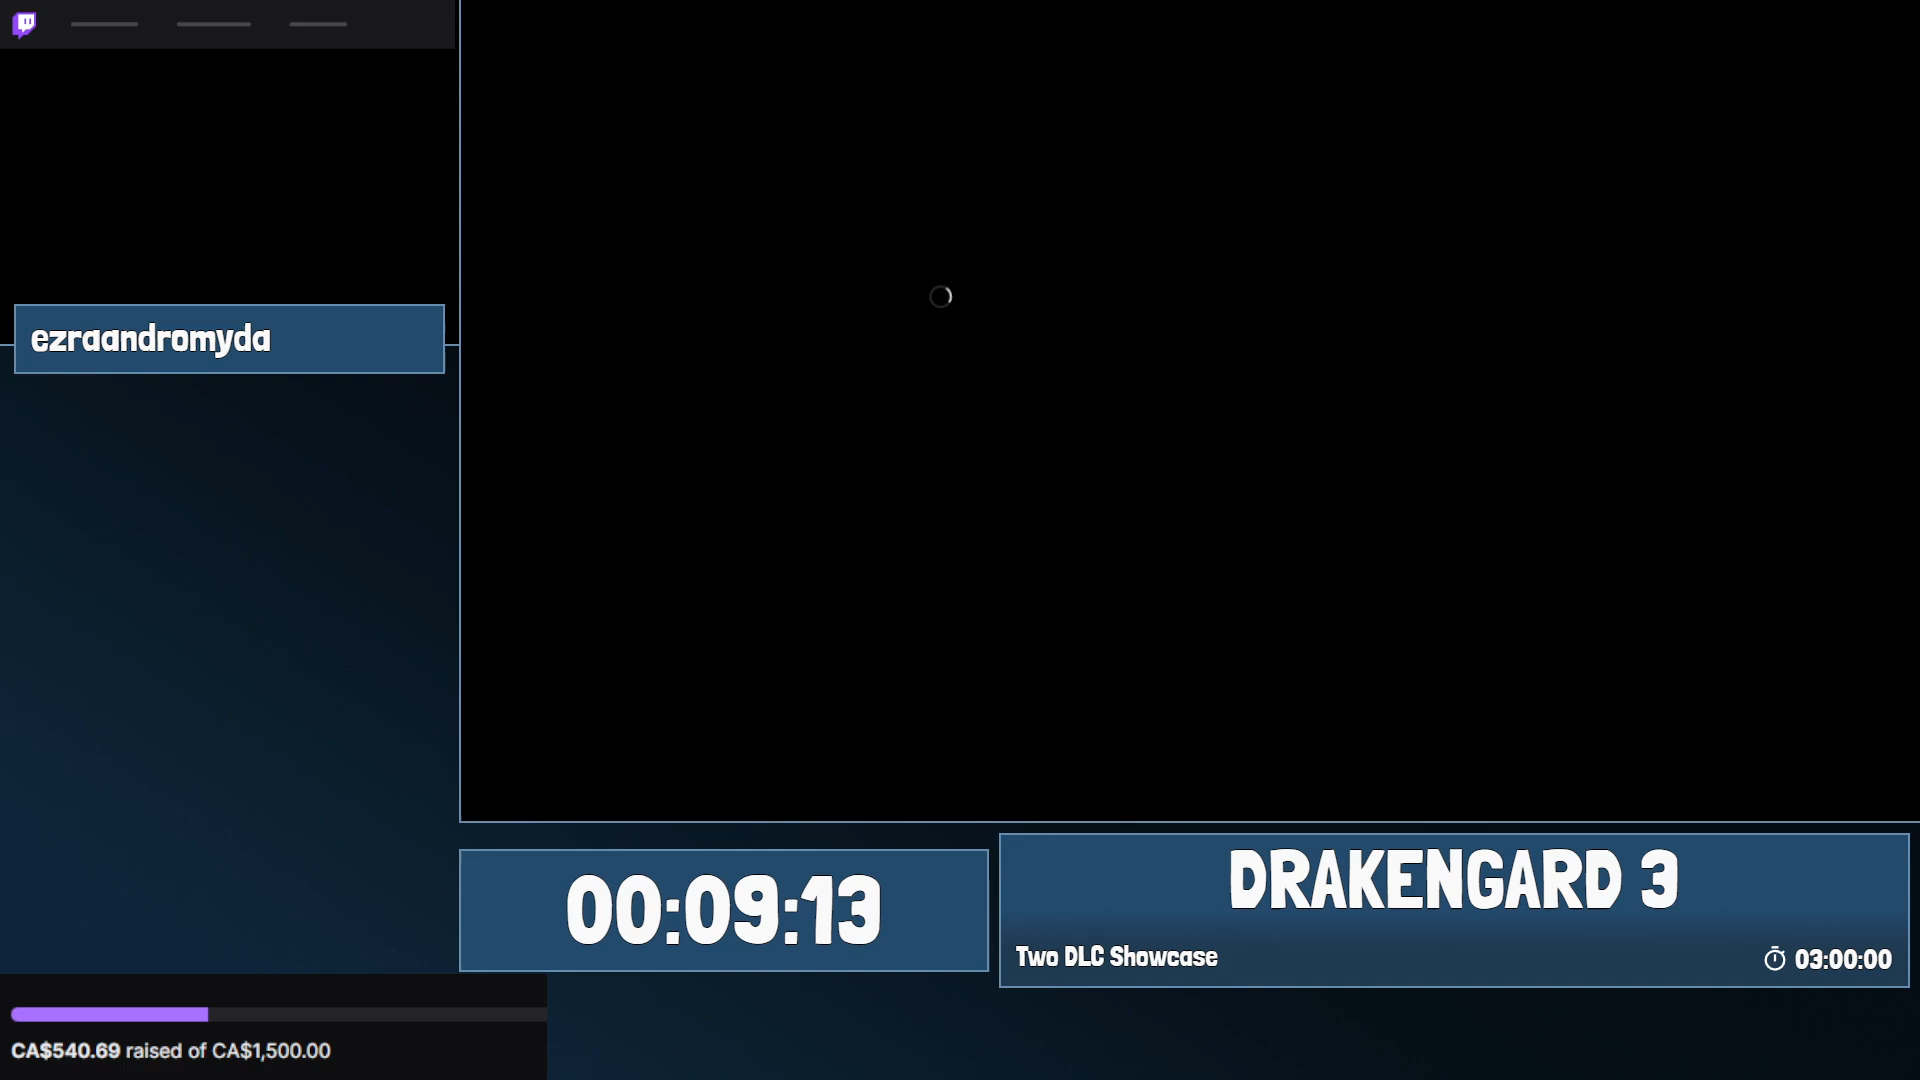 ezraandromyda
00:09:13
DRAKENGARD 3
Two DLC Showcase
03:00:00
CA$540.69 raised of CA$1,500.00